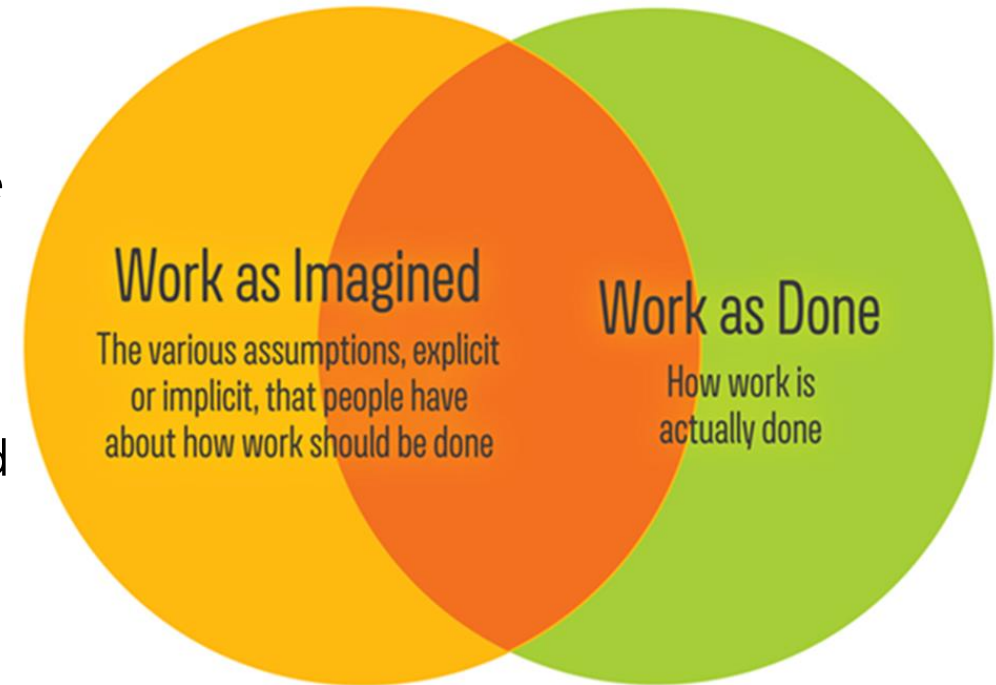 Work as Imagined
The various assumptions, explicit
or implicit, that people have
about how work should be done
Work as Done
How work is
actually done